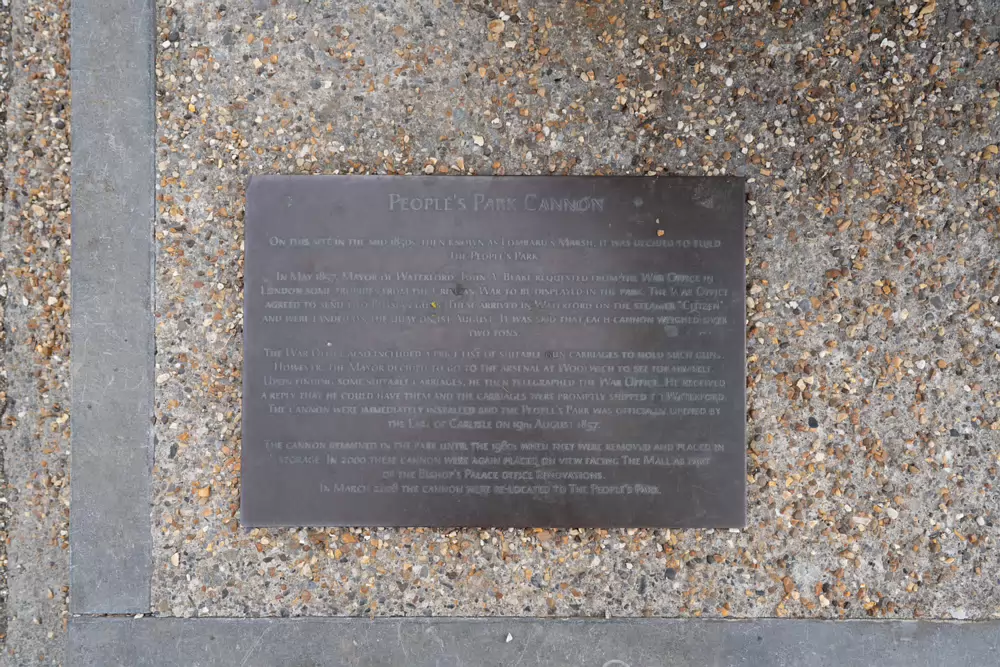 People's Park Cannon
On this site in the mid 1850s, then known as Lombard's Marsh, it was decided to build
the People's Park
In May 1857, Mayor of Waterford, John A. Blake requested from the War Office in
London some trophies from the Crimean War to be displayed in the park. The War Office
agreed to send These arrived in Waterford on the steamer
and were landed on the quay on 1st August. It was said that each cannon weighed over
two tons.
The War Office also included a price list of suitable gun carriages to hold such guns.
However, the Mayor decided to go to the arsenal at Woolwich to see for himself.
Upon finding some suitable carriages, he then telegraphed the War Office. He received
a reply that he could have them and the carriages were promptly shipped to Waterford.
The cannon were immediately installed and the People's Park was officially opened by
the Earl of Carlisle on 19th August 1857.
The cannon remained in the park until the 1980s when they were removed and placed in
storage. In 2000 these cannon were again placed on view facing The Mall as part
of the Bishop's Palace office renovations.
In March the cannon were re-located to The People's Park.